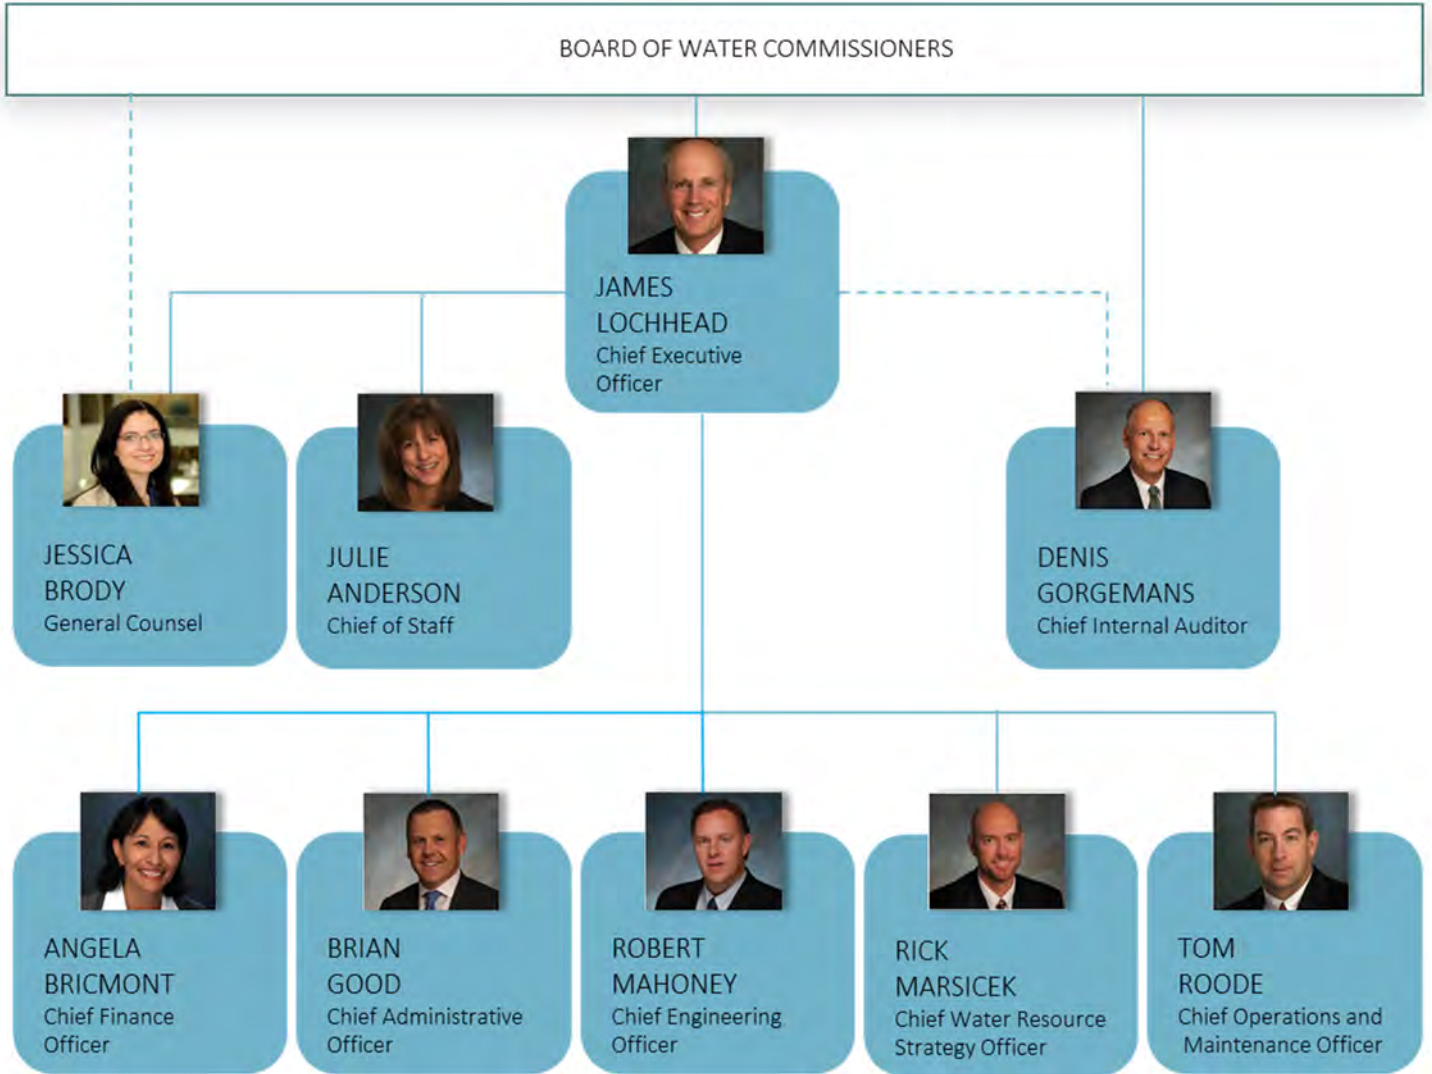 BOARD OF WATER COMMISSIONERS
JAMES
LOCHHEAD
Chief Executive
Officer
JESSICA
BRODY
General Counsel
JULIE
ANDERSON
Chief of Staff
DENIS
GORGEMANS
Chief Internal Auditor
ANGELA
BRICMONT
Chief Finance
Officer
BRIAN
GOOD
Chief Administrative
Officer
ROBERT
MAHONEY
Chief Engineering
Officer
RICK
MARSICEK
Chief Water Resource
Strategy Officer
TOM
ROODE
Chief Operations and
Maintenance Officer